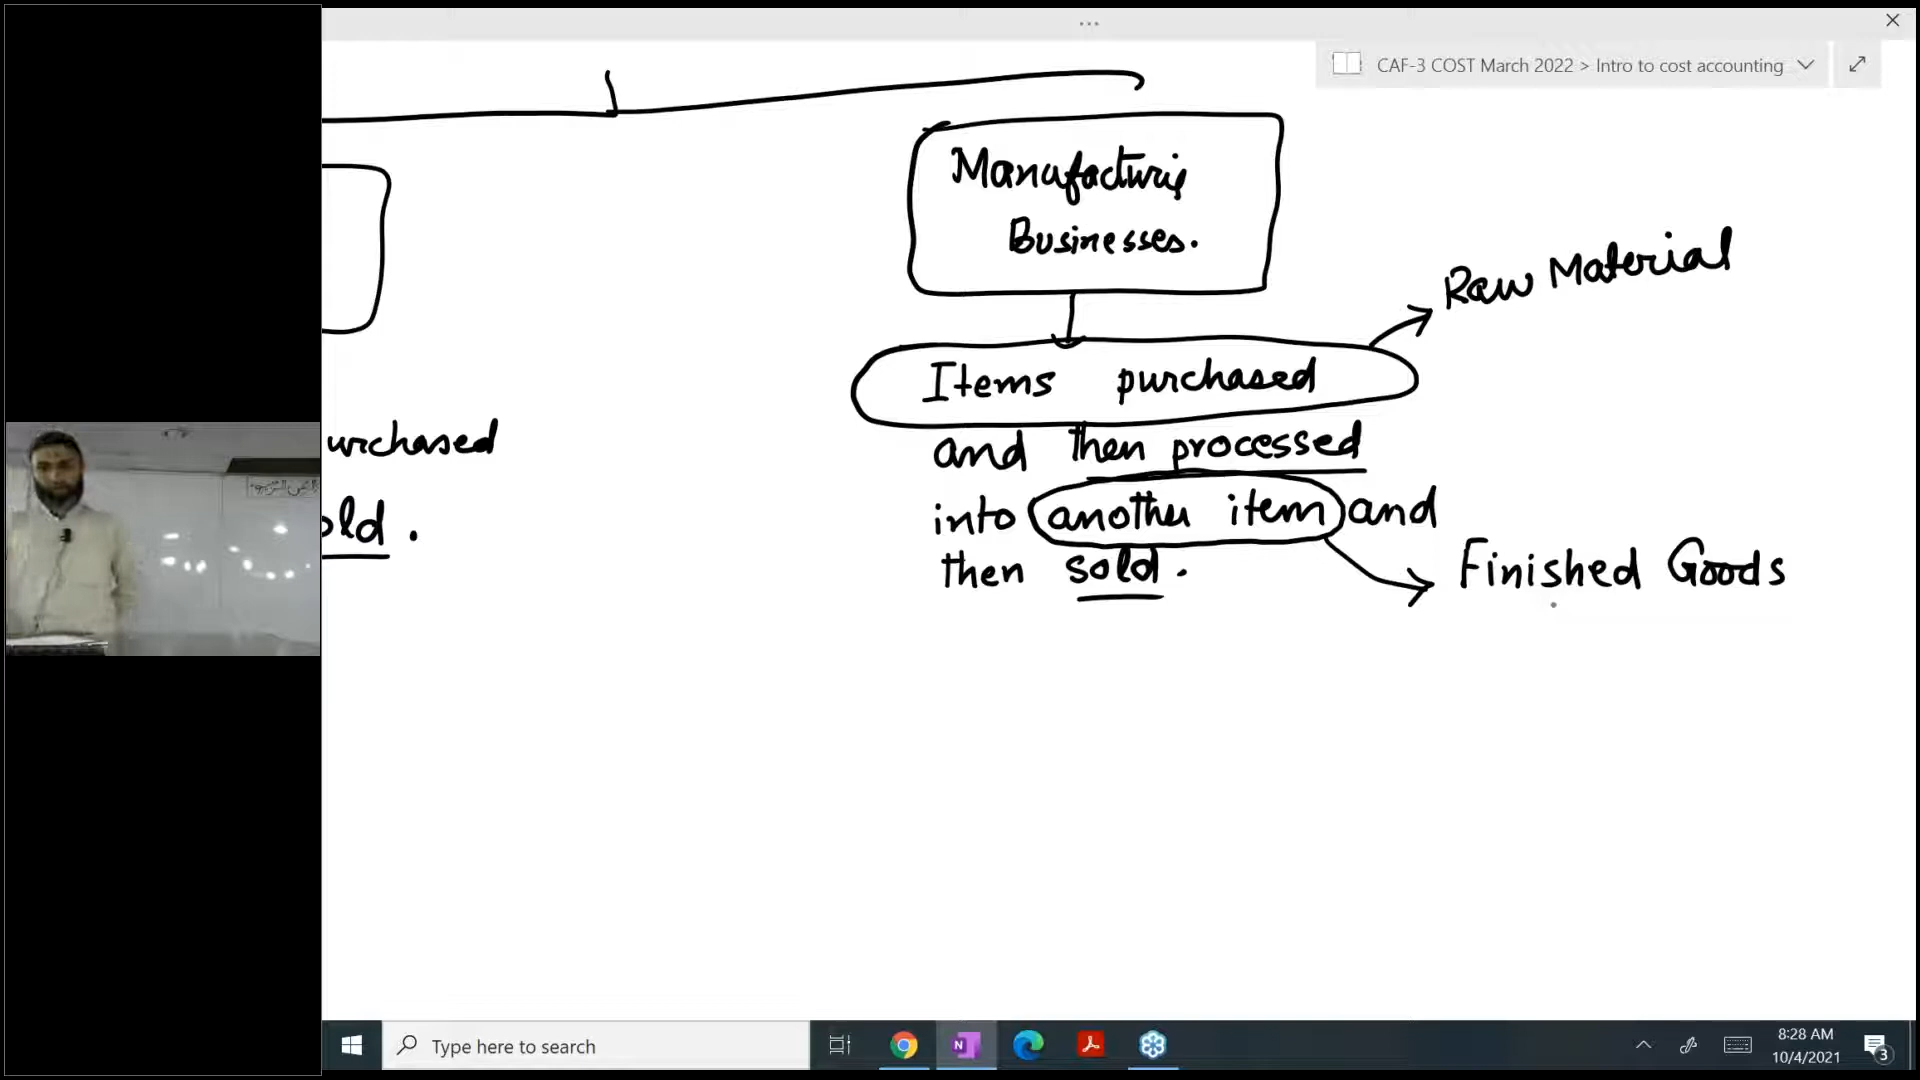 CAF-3 COST March 2022 > Intro to cost accounting
Manufacturing
Businesses.
Raw Material
Items purchased
and then processed
into another item and
then sold.
Finished Goods
urchased
old.
Type here to search
8:28 AM
10/4/2021
3